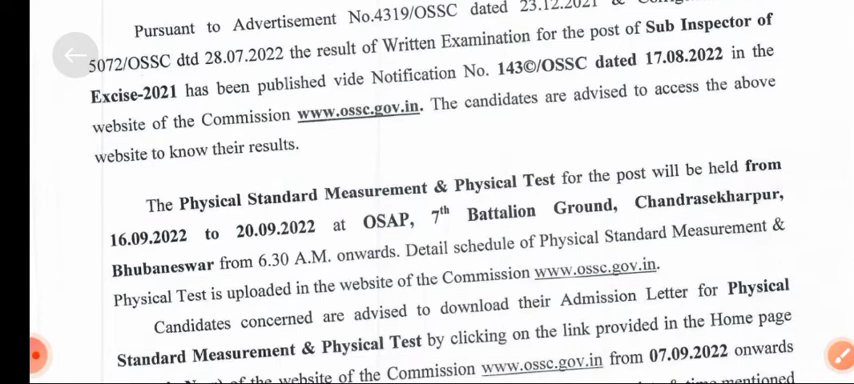 Pursuant to Advertisement No.4319/OSSC dated 23.12.2021 &
5072/OSSC dtd 28.07.2022 the result of Written Examination for the post of Sub Inspector of
Excise-2021 has been published vide Notification No. 143©/OSSC dated 17.08.2022 in the
website of the Commission www.ossc.gov.in. The candidates are advised to access the above
website to know their results.
The Physical Standard Measurement & Physical Test for the post will be held from
16.09.2022 to 20.09.2022 at OSAP, 7th Battalion Ground, Chandrasekharpur,
Bhubaneswar from 6.30 A.M. onwards. Detail schedule of Physical Standard Measurement &
Physical Test is uploaded in the website of the Commission www.ossc.gov.in.
Candidates concerned are advised to download their Admission Letter for Physical
Standard Measurement & Physical Test by clicking on the link provided in the Home page
of the website of the Commission www.ossc.gov.in from 07.09.2022 onwards
mentioned